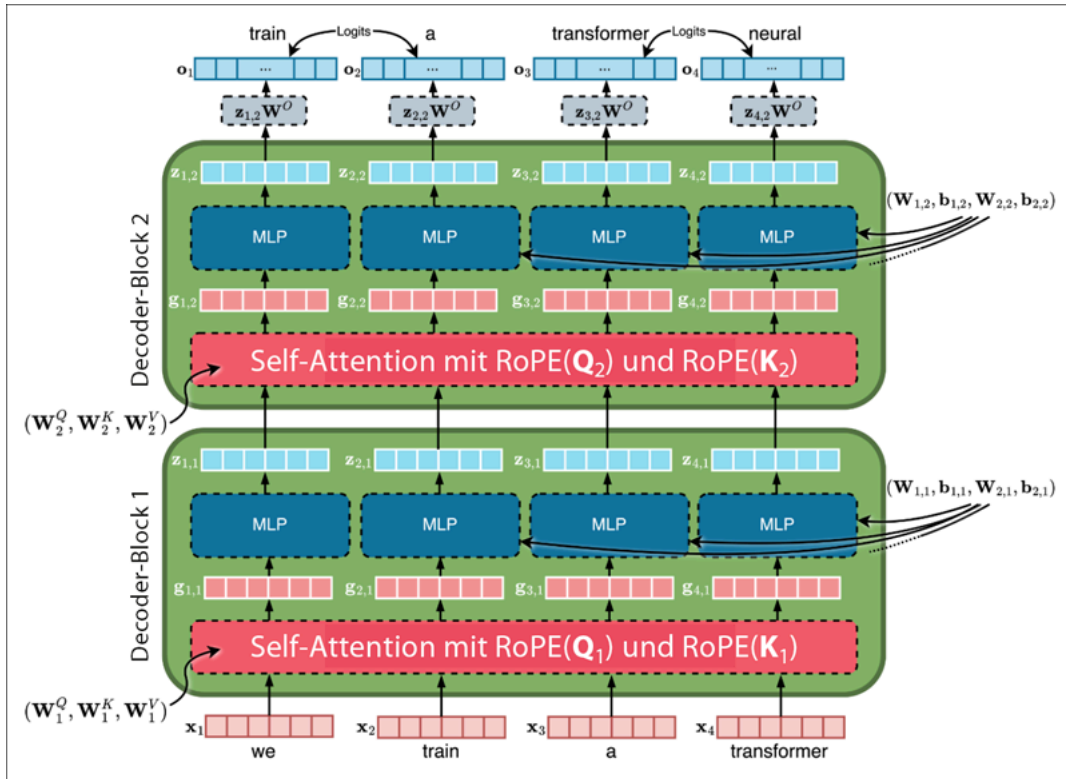 train Logits a transformer Logits neural
o₁ ... o₂ ... o₃ ... o₄ ...
z₁,₂Wᴼ z₂,₂Wᴼ z₃,₂Wᴼ z₄,₂Wᴼ
z₁,₂ z₂,₂ z₃,₂ z₄,₂
(W₁,₂, b₁,₂, W₂,₂, b₂,₂)
Decoder-Block 2
MLP MLP MLP MLP
g₁,₂ g₂,₂ g₃,₂ g₄,₂
Self-Attention mit RoPE(Q₂) und RoPE(K₂)
(W₂^Q, W₂^K, W₂^V)
z₁,₁ z₂,₁ z₃,₁ z₄,₁
(W₁,₁, b₁,₁, W₂,₁, b₂,₁)
Decoder-Block 1
MLP MLP MLP MLP
g₁,₁ g₂,₁ g₃,₁ g₄,₁
Self-Attention mit RoPE(Q₁) und RoPE(K₁)
(W₁^Q, W₁^K, W₁^V)
x₁ x₂ x₃ x₄
we train a transformer